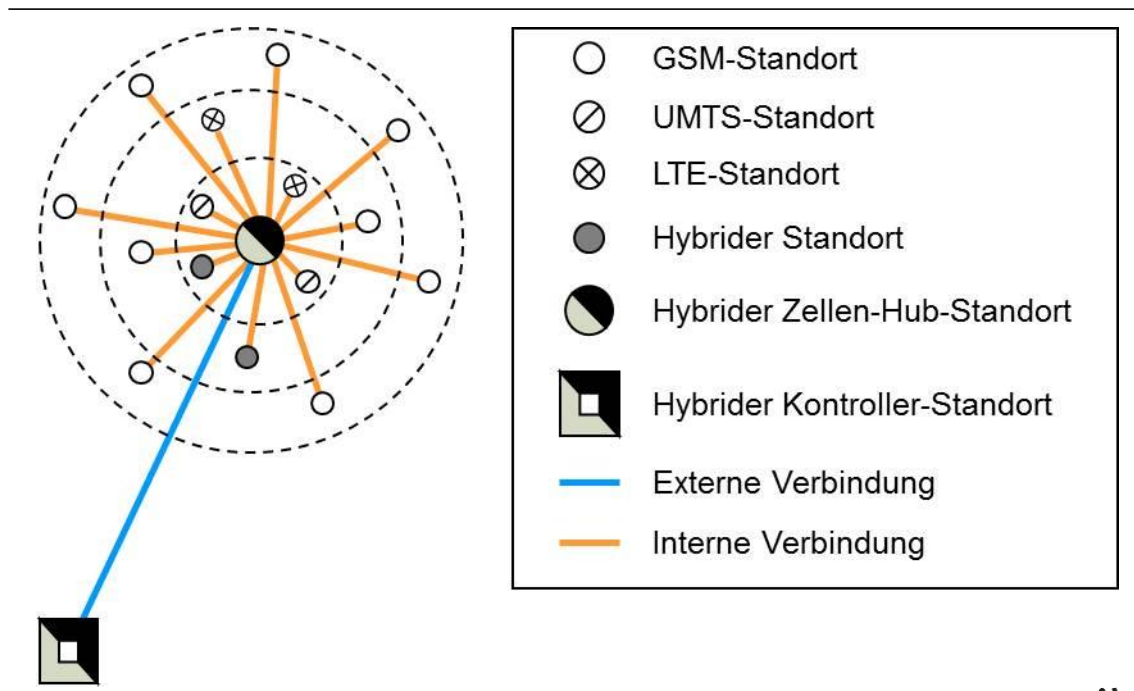 GSM-Standort
UMTS-Standort
LTE-Standort
Hybrider Standort
Hybrider Zellen-Hub-Standort
Hybrider Kontroller-Standort
Externe Verbindung
Interne Verbindung